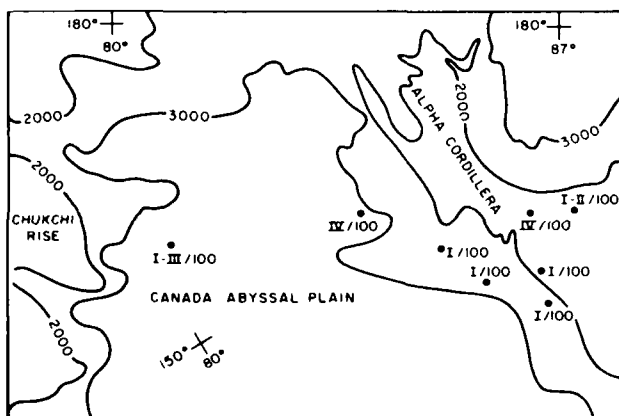 180°
80°
180°
87°
2000
3000
2000
3000
ALPHA CORDILLERA
2000
CHUKCHI
RISE
I-III/100
IV/100
IV/100
I-II/100
I/100
I/100
I/100
I/100
CANADA ABYSSAL PLAIN
2000
150°
80°